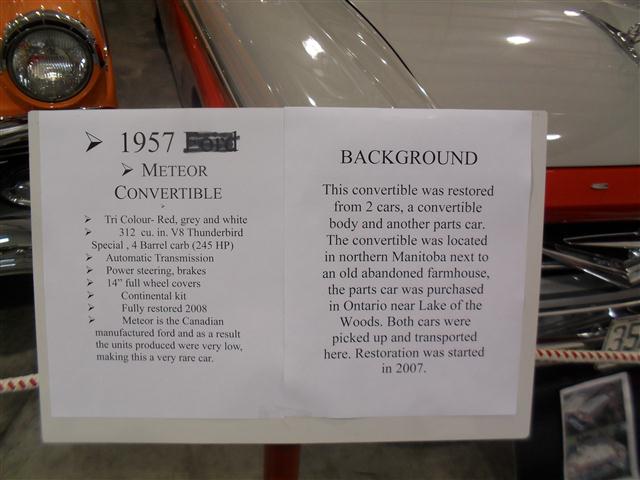 1957 Ford
METEOR
CONVERTIBLE
Tri Colour- Red, grey and white
312 cu. in. V8 Thunderbird
Special , 4 Barrel carb (245 HP)
Automatic Transmission
Power steering, brakes
14” full wheel covers
Continental kit
Fully restored 2008
Meteor is the Canadian
manufactured ford and as a result
the units produced were very low,
making this a very rare car.
BACKGROUND
This convertible was restored
from 2 cars, a convertible
body and another parts car.
The convertible was located
in northern Manitoba next to
an old abandoned farmhouse,
the parts car was purchased
in Ontario near Lake of the
Woods. Both cars were
picked up and transported
here. Restoration was started
in 2007.